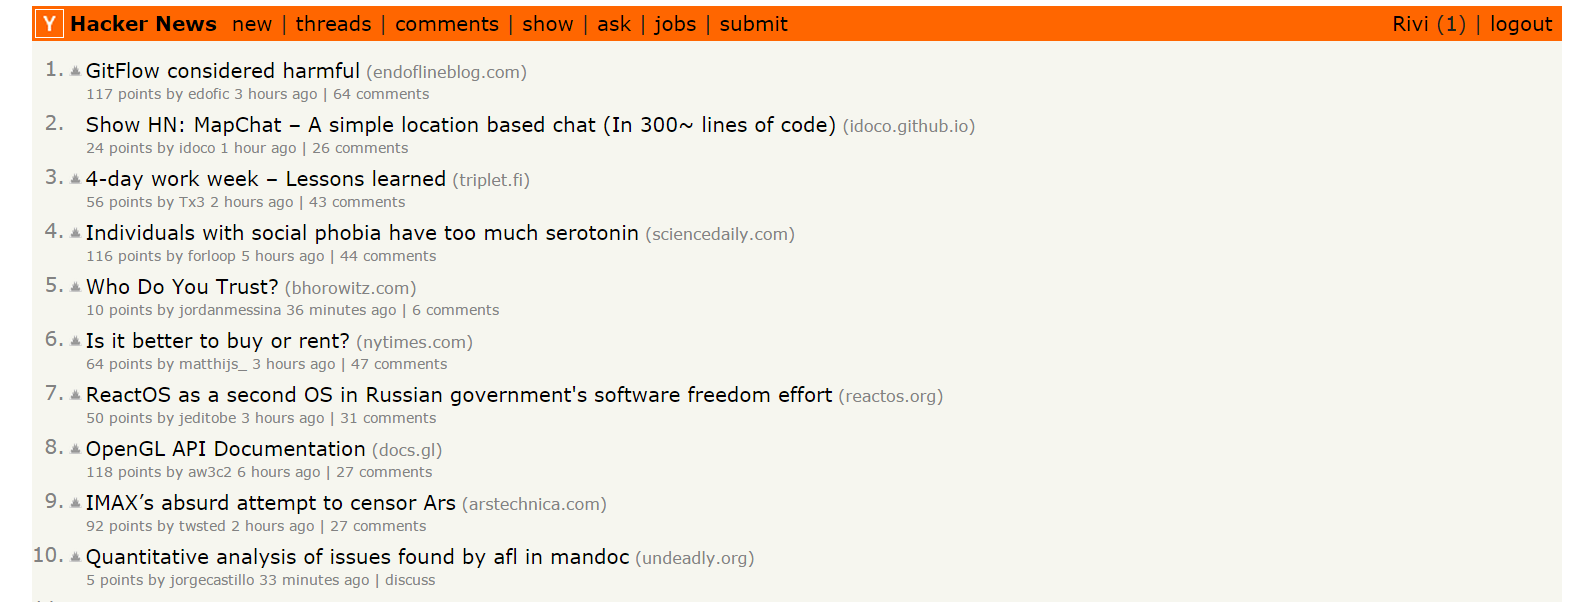 Y Hacker News new | threads | comments | show | ask | jobs | submit Rivi (1) | logout
1. GitFlow considered harmful (endoflineblog.com)
117 points by edofic 3 hours ago | 64 comments
2. Show HN: MapChat – A simple location based chat (In 300~ lines of code) (idoco.github.io)
24 points by idoco 1 hour ago | 26 comments
3. 4-day work week – Lessons learned (triplet.fi)
56 points by Tx3 2 hours ago | 43 comments
4. Individuals with social phobia have too much serotonin (sciencedaily.com)
116 points by forloop 5 hours ago | 44 comments
5. Who Do You Trust? (bhorowitz.com)
10 points by jordanmessina 36 minutes ago | 6 comments
6. Is it better to buy or rent? (nytimes.com)
64 points by matthijs_ 3 hours ago | 47 comments
7. ReactOS as a second OS in Russian government's software freedom effort (reactos.org)
50 points by jeditobe 3 hours ago | 31 comments
8. OpenGL API Documentation (docs.gl)
118 points by aw3c2 6 hours ago | 27 comments
9. IMAX’s absurd attempt to censor Ars (arstechnica.com)
92 points by twsted 2 hours ago | 27 comments
10. Quantitative analysis of issues found by afl in mandoc (undeadly.org)
5 points by jorgecastillo 33 minutes ago | discuss